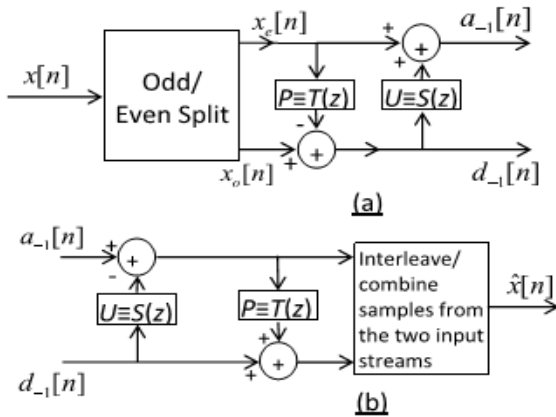 x_e[n]
a_{-1}[n]
+
+
+
x[n]
Odd/
Even Split
P≡T(z)
U≡S(z)
-
+
+
x_o[n]
d_{-1}[n]
(a)
a_{-1}[n]
+
+
-
U≡S(z)
P≡T(z)
Interleave/
combine
samples from
the two input
streams
x̂[n]
+
+
+
d_{-1}[n]
(b)